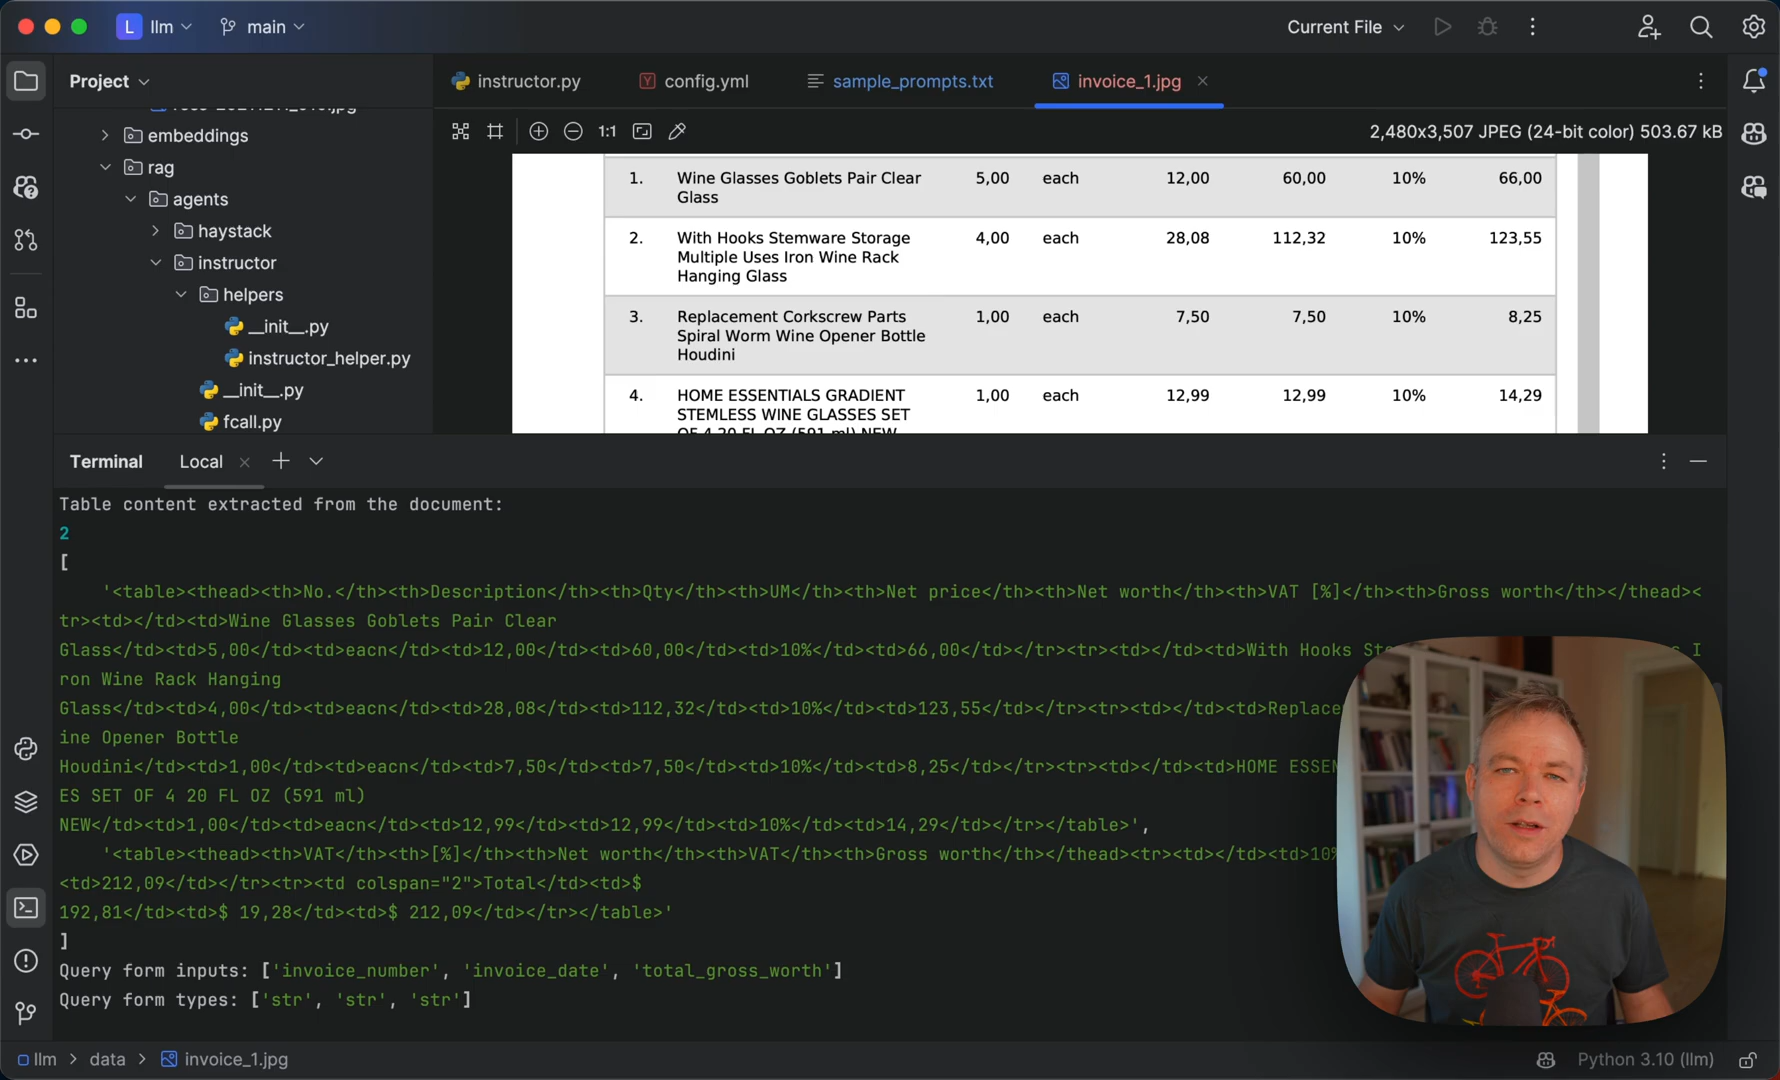 L llm main Current File
Project instructor.py config.yml sample_prompts.txt invoice_1.jpg
embeddings 1:1 2,480x3,507 JPEG (24-bit color) 503.67 kB
rag
agents
haystack
instructor
helpers
__init__.py
instructor_helper.py
__init__.py
fcall.py
1. Wine Glasses Goblets Pair Clear 5,00 each 12,00 60,00 10% 66,00
Glass
2. With Hooks Stemware Storage 4,00 each 28,08 112,32 10% 123,55
Multiple Uses Iron Wine Rack
Hanging Glass
3. Replacement Corkscrew Parts 1,00 each 7,50 7,50 10% 8,25
Spiral Worm Wine Opener Bottle
Houdini
4. HOME ESSENTIALS GRADIENT 1,00 each 12,99 12,99 10% 14,29
STEMLESS WINE GLASSES SET
OF 4 20 FL OZ (591 ml) NEW
Terminal Local
Table content extracted from the document:
2
[
'<table><thead><th>No.</th><th>Description</th><th>Qty</th><th>UM</th><th>Net price</th><th>Net worth</th><th>VAT [%]</th><th>Gross worth</th></thead><
tr><td></td><td>Wine Glasses Goblets Pair Clear
Glass</td><td>5,00</td><td>eacn</td><td>12,00</td><td>60,00</td><td>10%</td><td>66,00</td></tr><tr><td></td><td>With Hooks I
ron Wine Rack Hanging
Glass</td><td>4,00</td><td>eacn</td><td>28,08</td><td>112,32</td><td>10%</td><td>123,55</td></tr><tr><td></td><td>Replace
ine Opener Bottle
Houdini</td><td>1,00</td><td>eacn</td><td>7,50</td><td>7,50</td><td>10%</td><td>8,25</td></tr><tr><td></td><td>HOME ESSEN
ES SET OF 4 20 FL OZ (591 ml)
NEW</td><td>1,00</td><td>eacn</td><td>12,99</td><td>12,99</td><td>10%</td><td>14,29</td></tr></table>',
'<table><thead><th>VAT</th><th>[%]</th><th>Net worth</th><th>VAT</th><th>Gross worth</th></thead><tr><td></td><td>10%
<td>212,09</td></tr><tr><td colspan="2">Total</td><td>$
192,81</td><td>$ 19,28</td><td>$ 212,09</td></tr></table>'
]
Query form inputs: ['invoice_number', 'invoice_date', 'total_gross_worth']
Query form types: ['str', 'str', 'str']
llm > data > invoice_1.jpg Python 3.10 (llm)